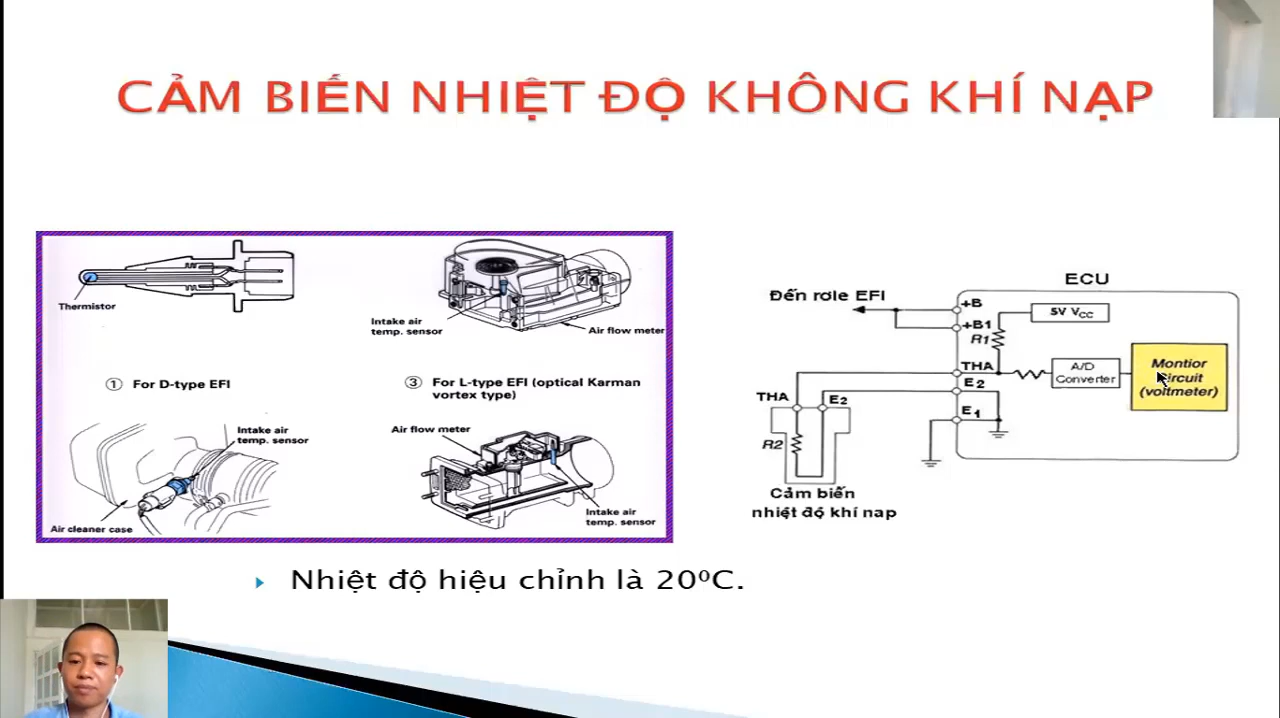 CẢM BIẾN NHIỆT ĐỘ KHÔNG KHÍ NẠP
Thermistor
Intake air
temp. sensor
Air flow meter
① For D-type EFI
③ For L-type EFI (optical Karman
vortex type)
Intake air
temp. sensor
Air cleaner case
Air flow meter
Intake air
temp. sensor
ECU
Đến rơle EFI
+B
+B1
5V VCC
R1
THA
A/D
Converter
Montior
circuit
(voltmeter)
E2
E1
THA
E2
R2
Cảm biến
nhiệt độ khí nạp
Nhiệt độ hiệu chỉnh là 20⁰C.